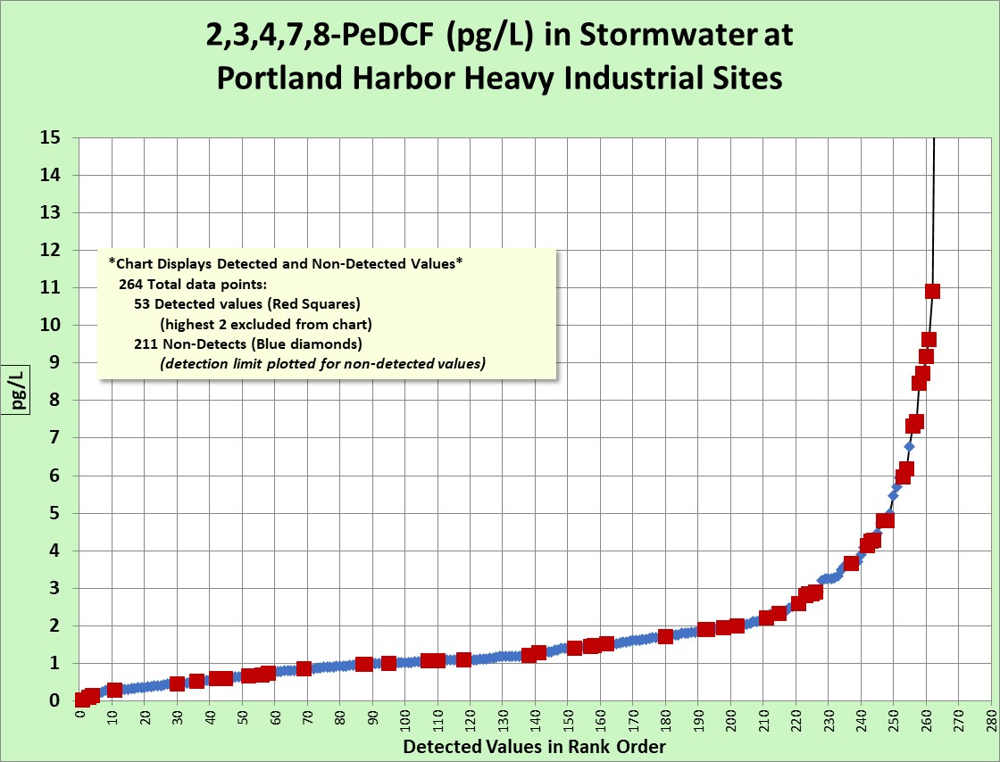 2,3,4,7,8-PeDCF (pg/L) in Stormwater at
Portland Harbor Heavy Industrial Sites
15
14
13
12
11
10
9
8
7
6
5
4
3
2
1
0
pg/L
*Chart Displays Detected and Non-Detected Values*
264 Total data points:
53 Detected values (Red Squares)
(highest 2 excluded from chart)
211 Non-Detects (Blue diamonds)
(detection limit plotted for non-detected values)
0 10 20 30 40 50 60 70 80 90 100 110 120 130 140 150 160 170 180 190 200 210 220 230 240 250 260 270 280
Detected Values in Rank Order